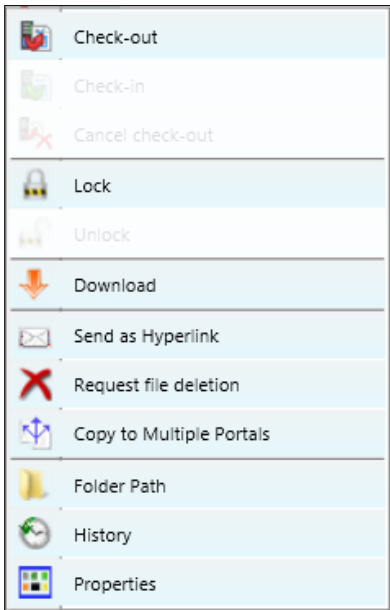 Check-out
Check-in
Cancel check-out
Lock
Unlock
Download
Send as Hyperlink
Request file deletion
Copy to Multiple Portals
Folder Path
History
Properties